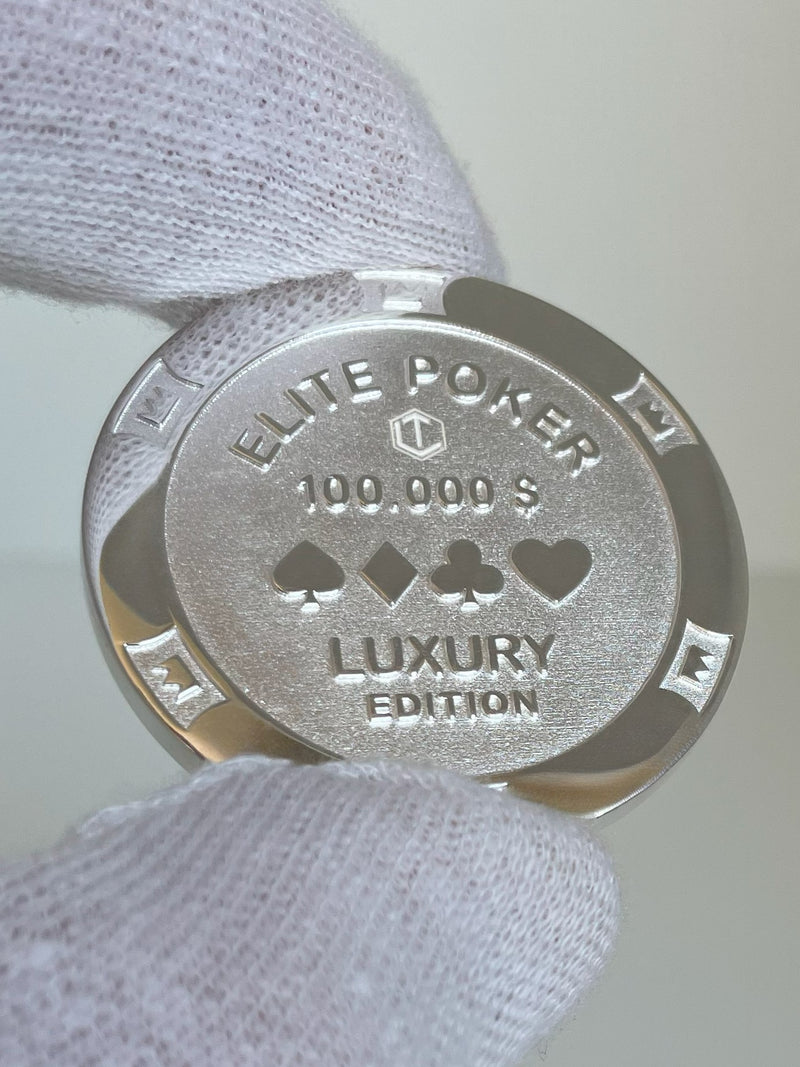 ELITE POKER
100.000 $
LUXURY
EDITION